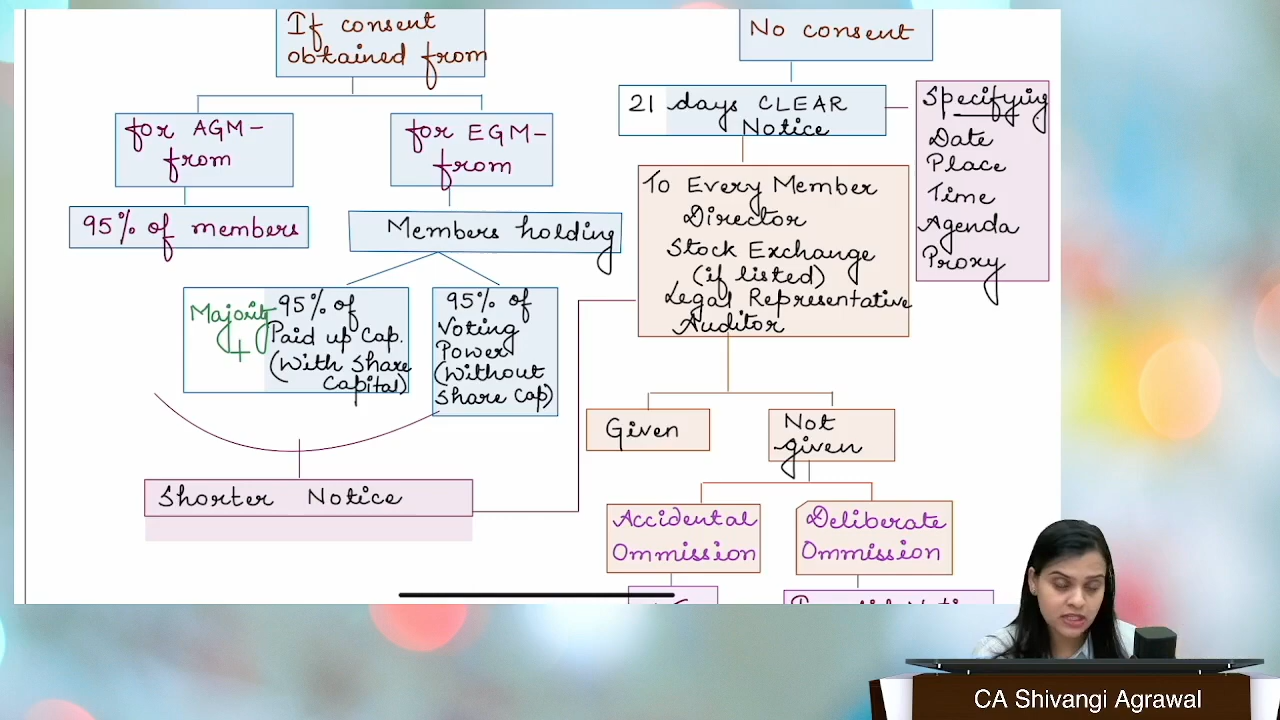 If consent
obtained from
No consent
for AGM-
from
for EGM-
from
21 days CLEAR
Notice
Specifying
Date
Place
Time
Agenda
Proxy
95% of members
Members holding
To Every Member
Director
Stock Exchange
(if listed)
Legal Representative
Auditor
Majority
+
95% of
Paid up Cap.
(With Share
Capital)
95% of
Voting
Power
(Without
Share Cap)
Given
Not
given
Shorter Notice
Accidental
Ommission
Deliberate
Ommission
CA Shivangi Agrawal